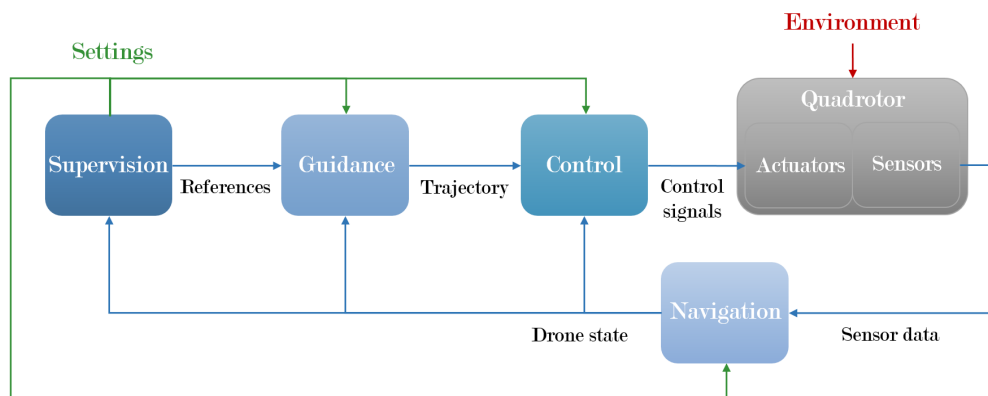 Environment
Settings
Quadrotor
Supervision
Guidance
Control
Actuators
Sensors
References
Trajectory
Control
signals
Navigation
Drone state
Sensor data